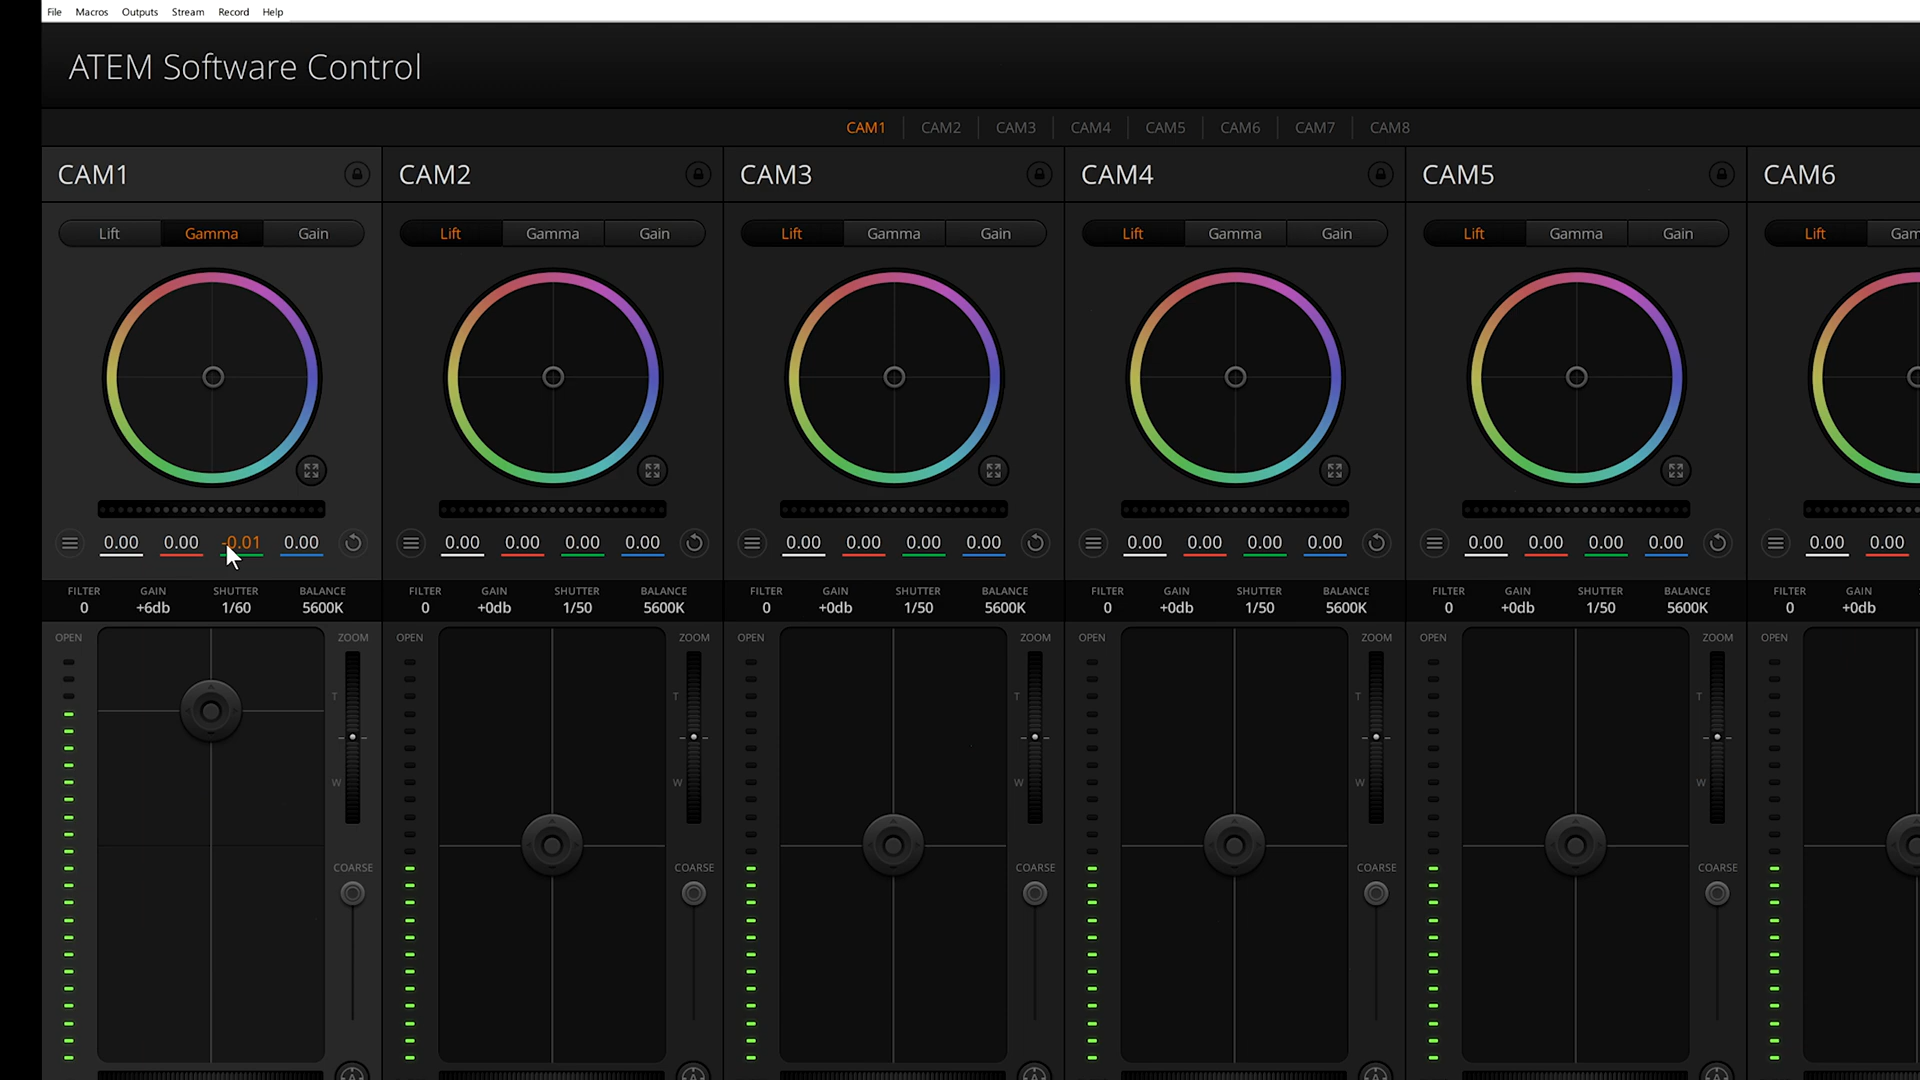 File Macros Outputs Stream Record Help
ATEM Software Control
CAM1 CAM2 CAM3 CAM4 CAM5 CAM6 CAM7 CAM8
CAM1 CAM2 CAM3 CAM4 CAM5 CAM6
Lift Gamma Gain Lift Gamma Gain Lift Gamma Gain Lift Gamma Gain Lift Gamma Gain Lift Gam
0.00 0.00 -0.01 0.00 0.00 0.00 0.00 0.00 0.00 0.00 0.00 0.00 0.00 0.00 0.00 0.00 0.00 0.00 0.00 0.00 0.00 0.00
FILTER GAIN SHUTTER BALANCE FILTER GAIN SHUTTER BALANCE FILTER GAIN SHUTTER BALANCE FILTER GAIN SHUTTER BALANCE FILTER GAIN SHUTTER BALANCE FILTER GAIN
0 +6db 1/60 5600K 0 +0db 1/50 5600K 0 +0db 1/50 5600K 0 +0db 1/50 5600K 0 +0db 1/50 5600K 0 +0db
OPEN ZOOM OPEN ZOOM OPEN ZOOM OPEN ZOOM OPEN ZOOM OPEN
T T T T T
W W W W W
COARSE COARSE COARSE COARSE COARSE